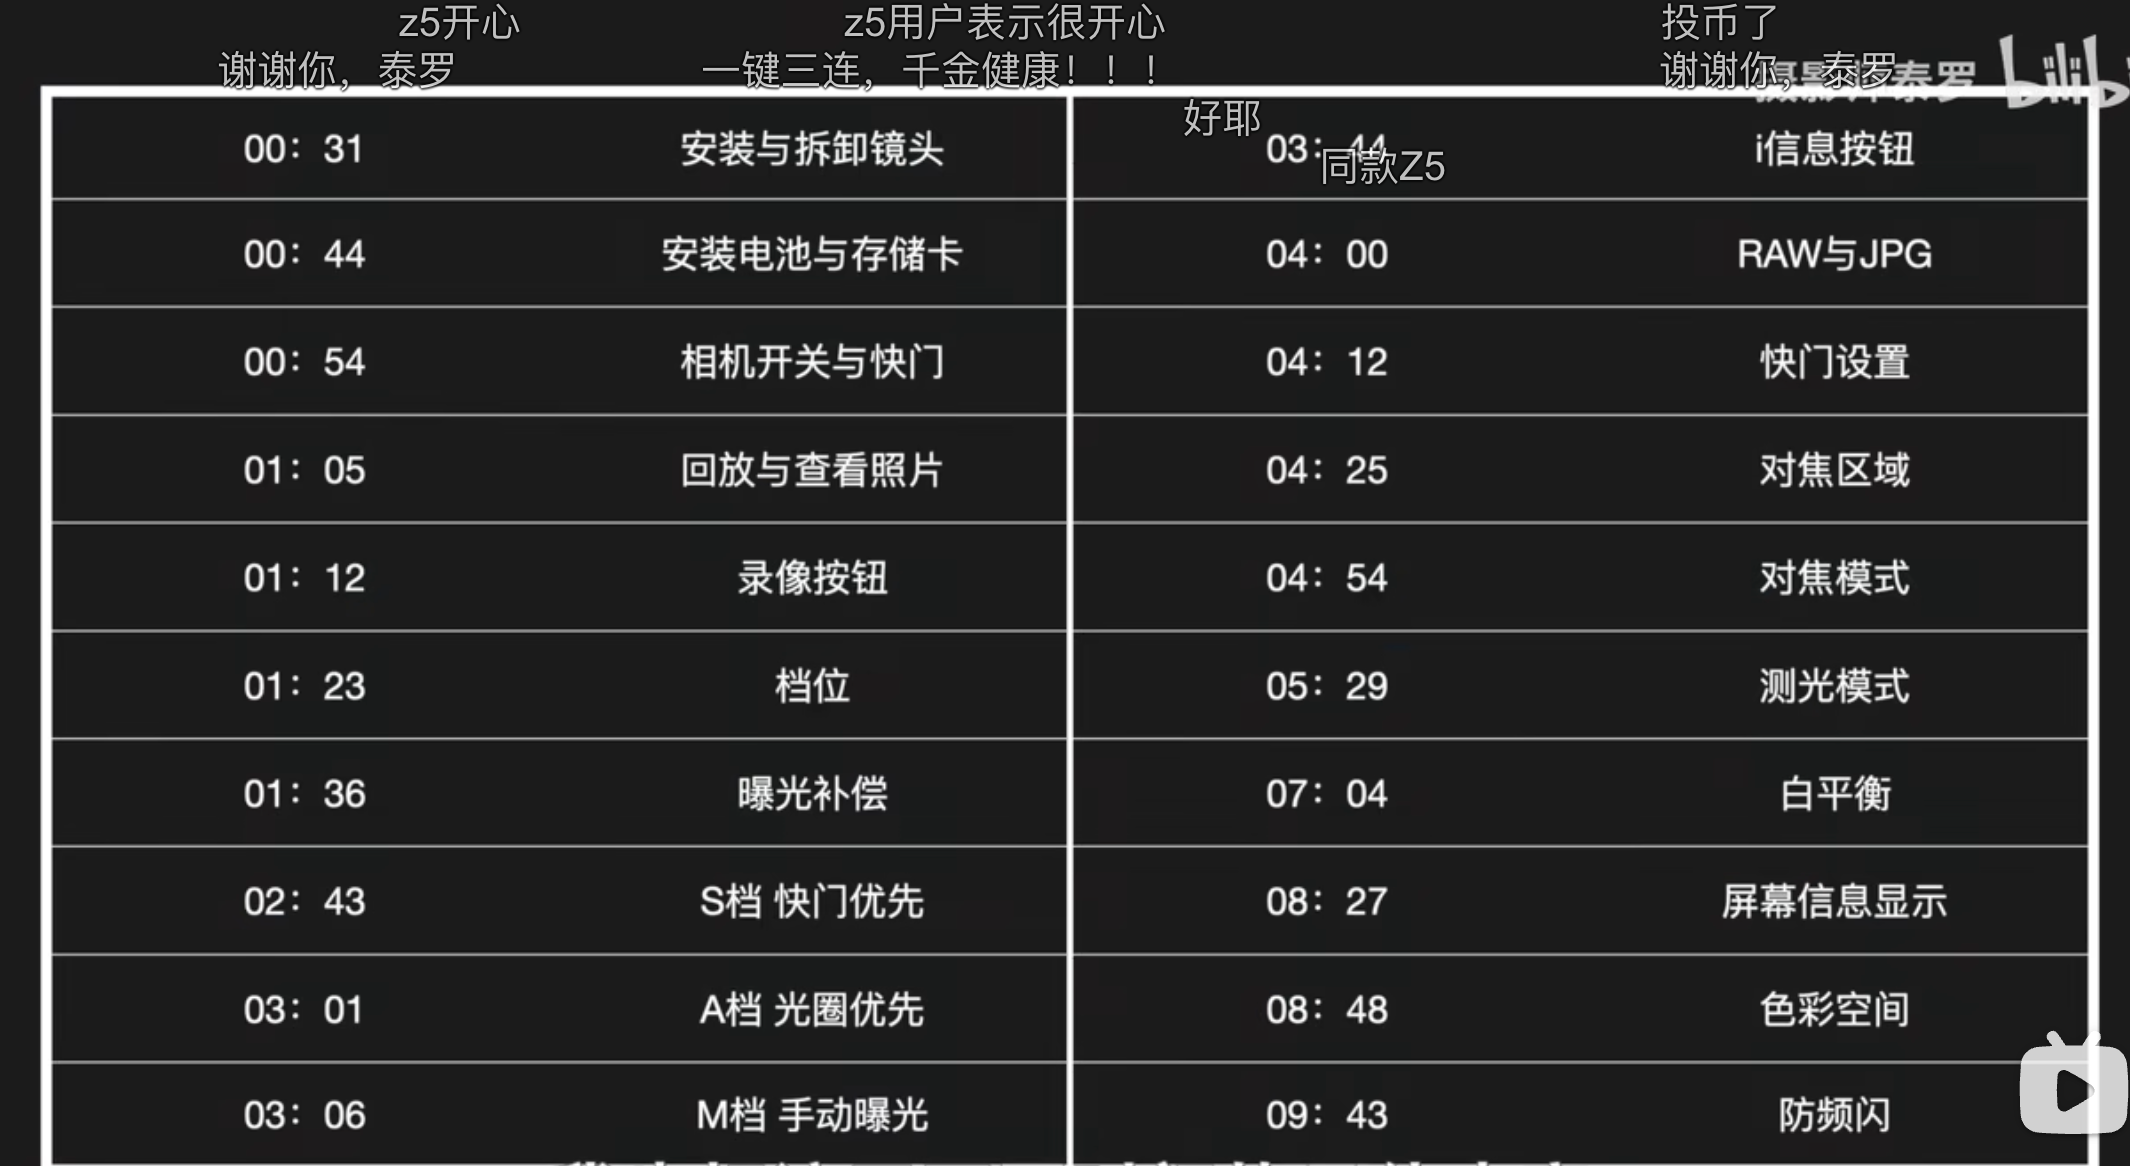 z5开心
z5用户表示很开心
投币了
谢谢你，泰罗
一键三连，千金健康！！！
谢谢你，泰罗
摄影师泰罗
bilibili
好耶
同款Z5
00：31 安装与拆卸镜头
03：44 i信息按钮
00：44 安装电池与存储卡
04：00 RAW与JPG
00：54 相机开关与快门
04：12 快门设置
01：05 回放与查看照片
04：25 对焦区域
01：12 录像按钮
04：54 对焦模式
01：23 档位
05：29 测光模式
01：36 曝光补偿
07：04 白平衡
02：43 S档 快门优先
08：27 屏幕信息显示
03：01 A档 光圈优先
08：48 色彩空间
03：06 M档 手动曝光
09：43 防频闪